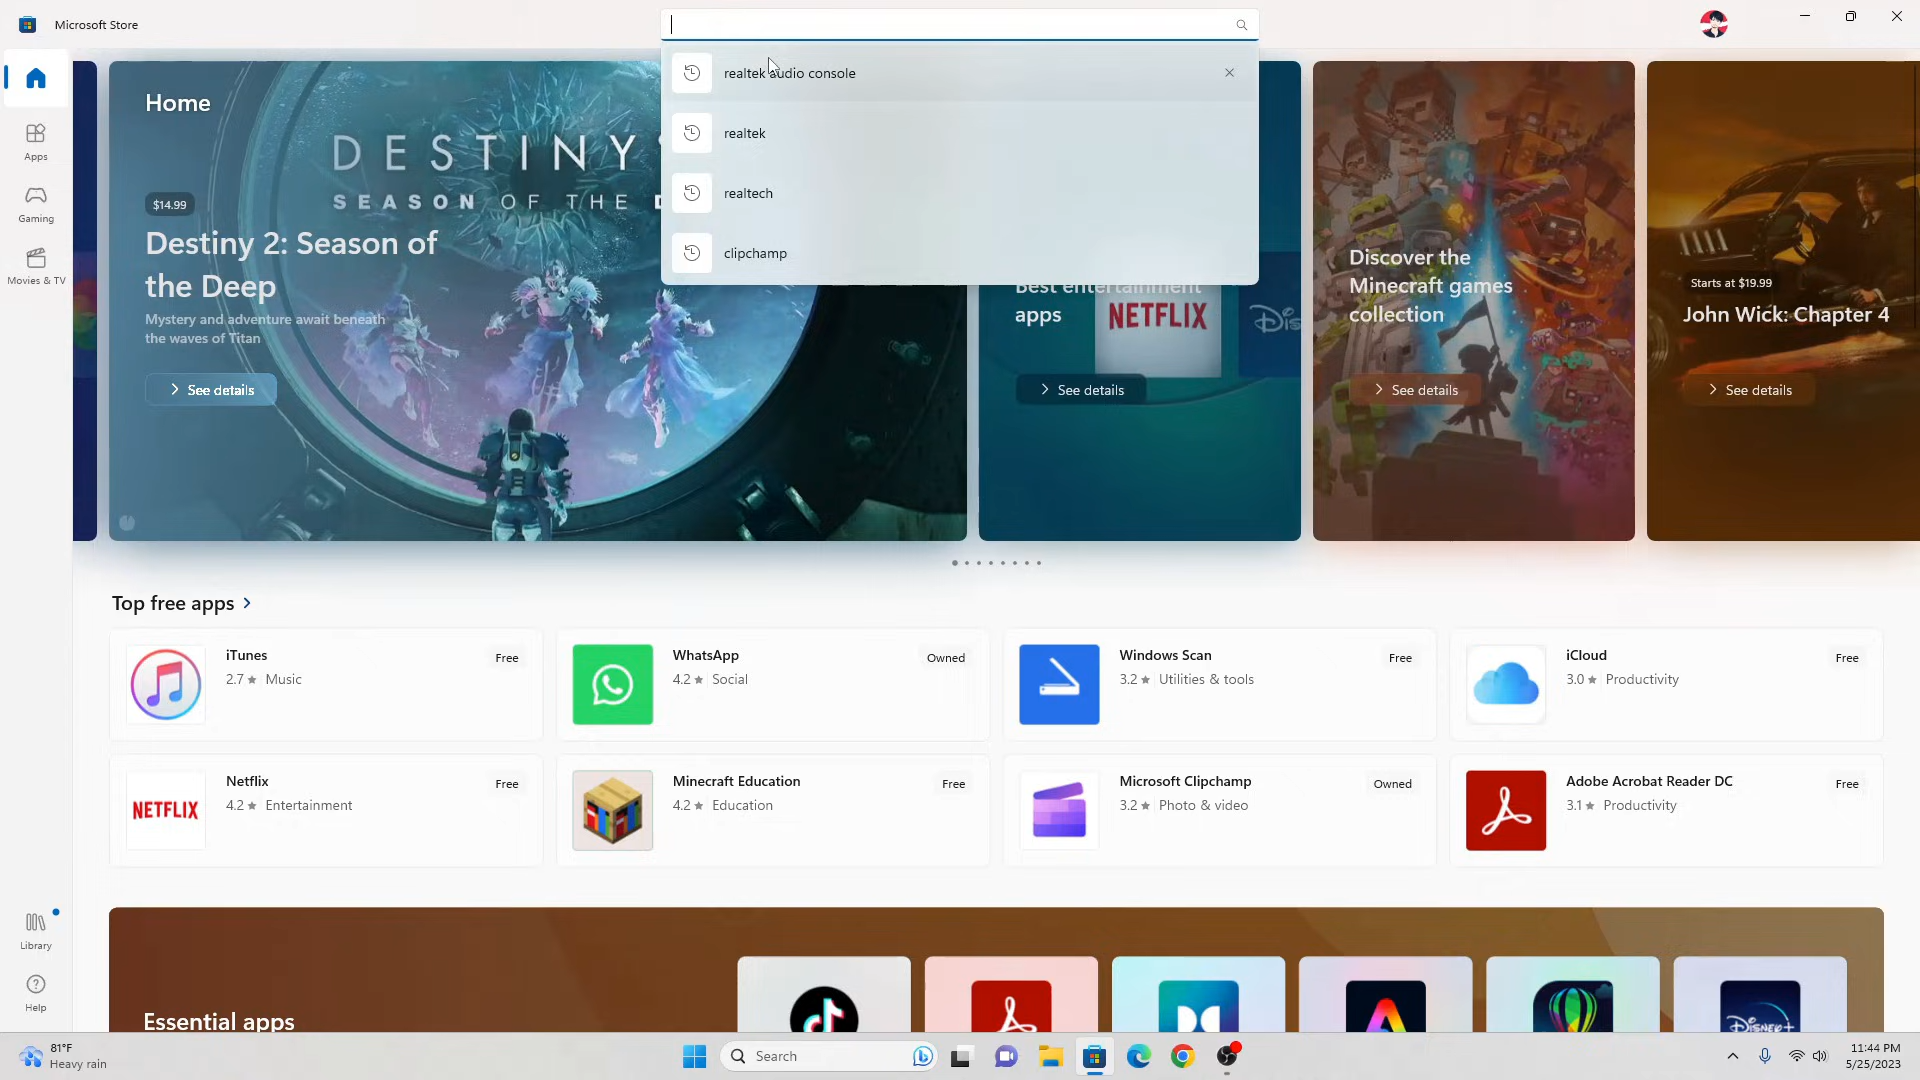 Microsoft Store
realtek audio console
realtek
realtech
clipchamp
Home
Apps
Gaming
Movies & TV
Library
Help
DESTINY
SEASON OF THE D
$14.99
Destiny 2: Season of
the Deep
Mystery and adventure await beneath
the waves of Titan
See details
Best entertainment
apps
NETFLIX
Dis
See details
Discover the
Minecraft games
collection
See details
Starts at $19.99
John Wick: Chapter 4
See details
Top free apps
iTunes
Free
2.7 Music
WhatsApp
Owned
4.2 Social
Windows Scan
Free
3.2 Utilities & tools
iCloud
Free
3.0 Productivity
NETFLIX
Netflix
Free
4.2 Entertainment
Minecraft Education
Free
4.2 Education
Microsoft Clipchamp
Owned
3.2 Photo & video
Adobe Acrobat Reader DC
Free
3.1 Productivity
Essential apps
Disney+
81°F
Heavy rain
Search
11:44 PM
5/25/2023